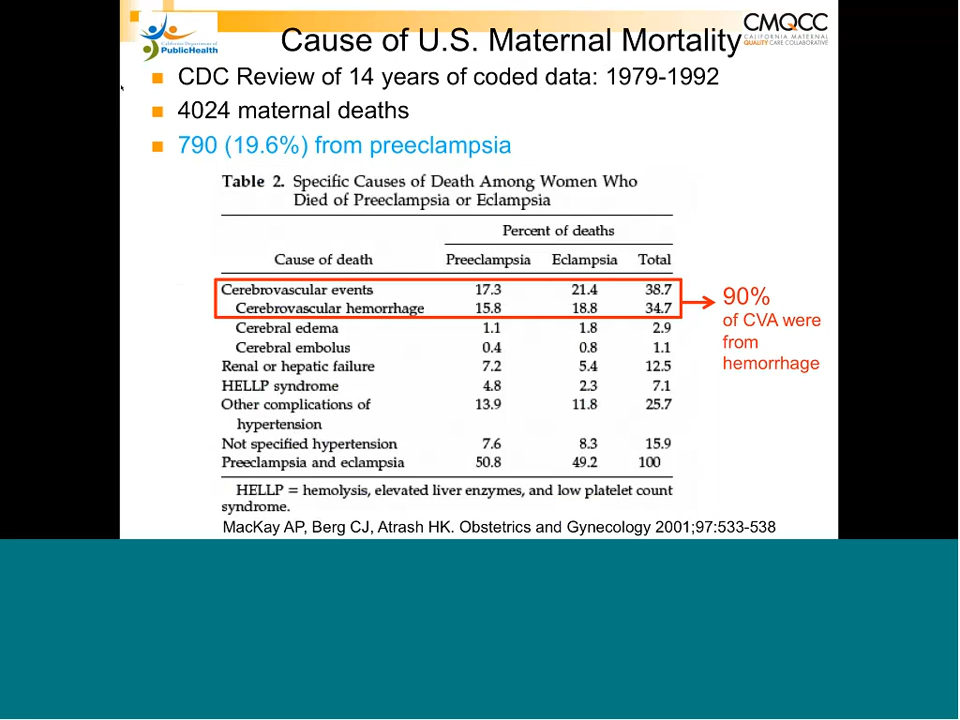 California Department of
PublicHealth
CMQCC
CALIFORNIA MATERNAL
QUALITY CARE COLLABORATIVE
Cause of U.S. Maternal Mortality
CDC Review of 14 years of coded data: 1979-1992
4024 maternal deaths
790 (19.6%) from preeclampsia
Table 2. Specific Causes of Death Among Women Who
Died of Preeclampsia or Eclampsia
Percent of deaths
Cause of death Preeclampsia Eclampsia Total
Cerebrovascular events 17.3 21.4 38.7
Cerebrovascular hemorrhage 15.8 18.8 34.7
Cerebral edema 1.1 1.8 2.9
Cerebral embolus 0.4 0.8 1.1
Renal or hepatic failure 7.2 5.4 12.5
HELLP syndrome 4.8 2.3 7.1
Other complications of 13.9 11.8 25.7
hypertension
Not specified hypertension 7.6 8.3 15.9
Preeclampsia and eclampsia 50.8 49.2 100
HELLP = hemolysis, elevated liver enzymes, and low platelet count
syndrome.
90%
of CVA were
from
hemorrhage
MacKay AP, Berg CJ, Atrash HK. Obstetrics and Gynecology 2001;97:533-538